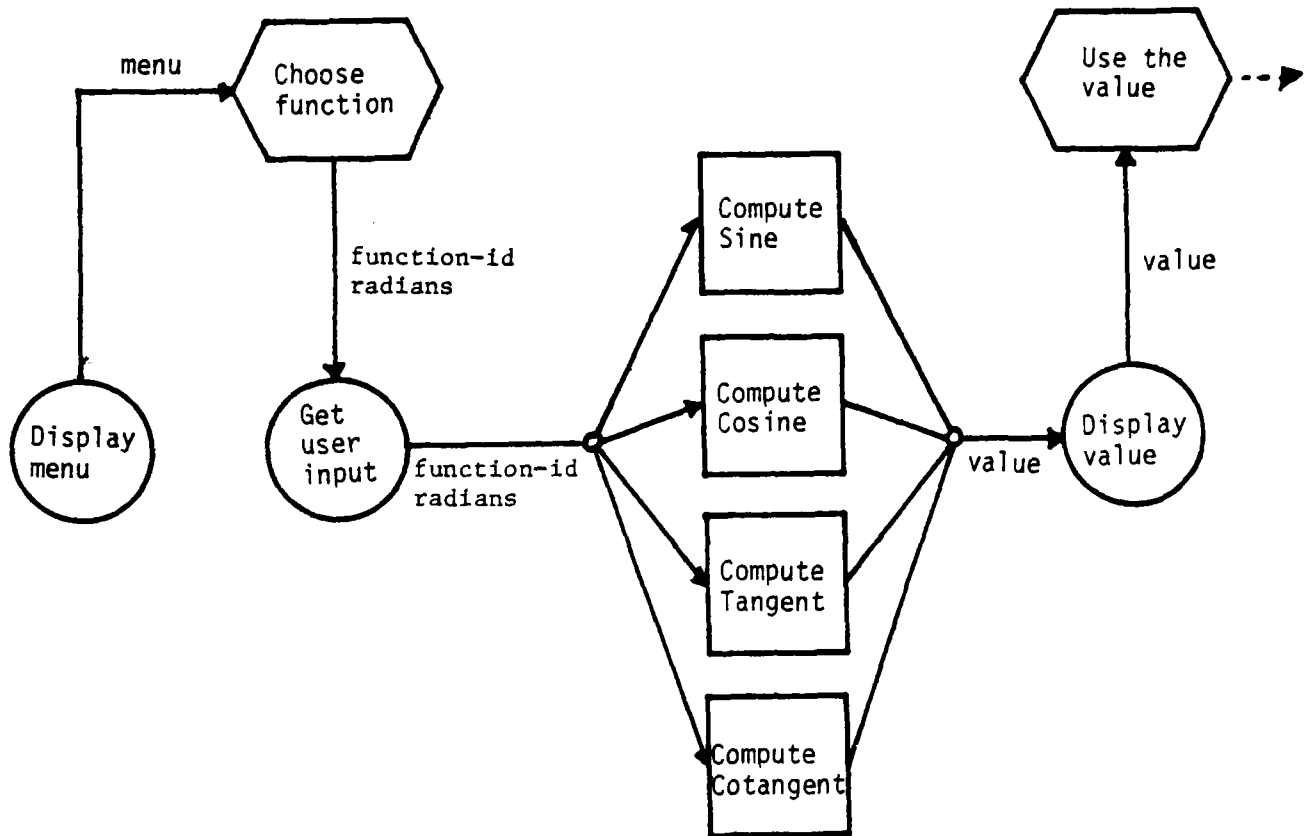 menu
Choose
function
function-id
radians
Display
menu
Get
user
input
function-id
radians
Compute
Sine
Compute
Cosine
Compute
Tangent
Compute
Cotangent
value
Display
value
value
Use the
value